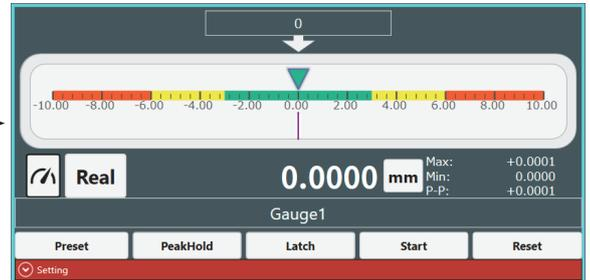 0
-10.00 -8.00 -6.00 -4.00 -2.00 0.00 2.00 4.00 6.00 8.00 10.00
Real 0.0000 mm
Max: +0.0001
Min: 0.0000
P-P: +0.0001
Gauge1
Preset PeakHold Latch Start Reset
Setting